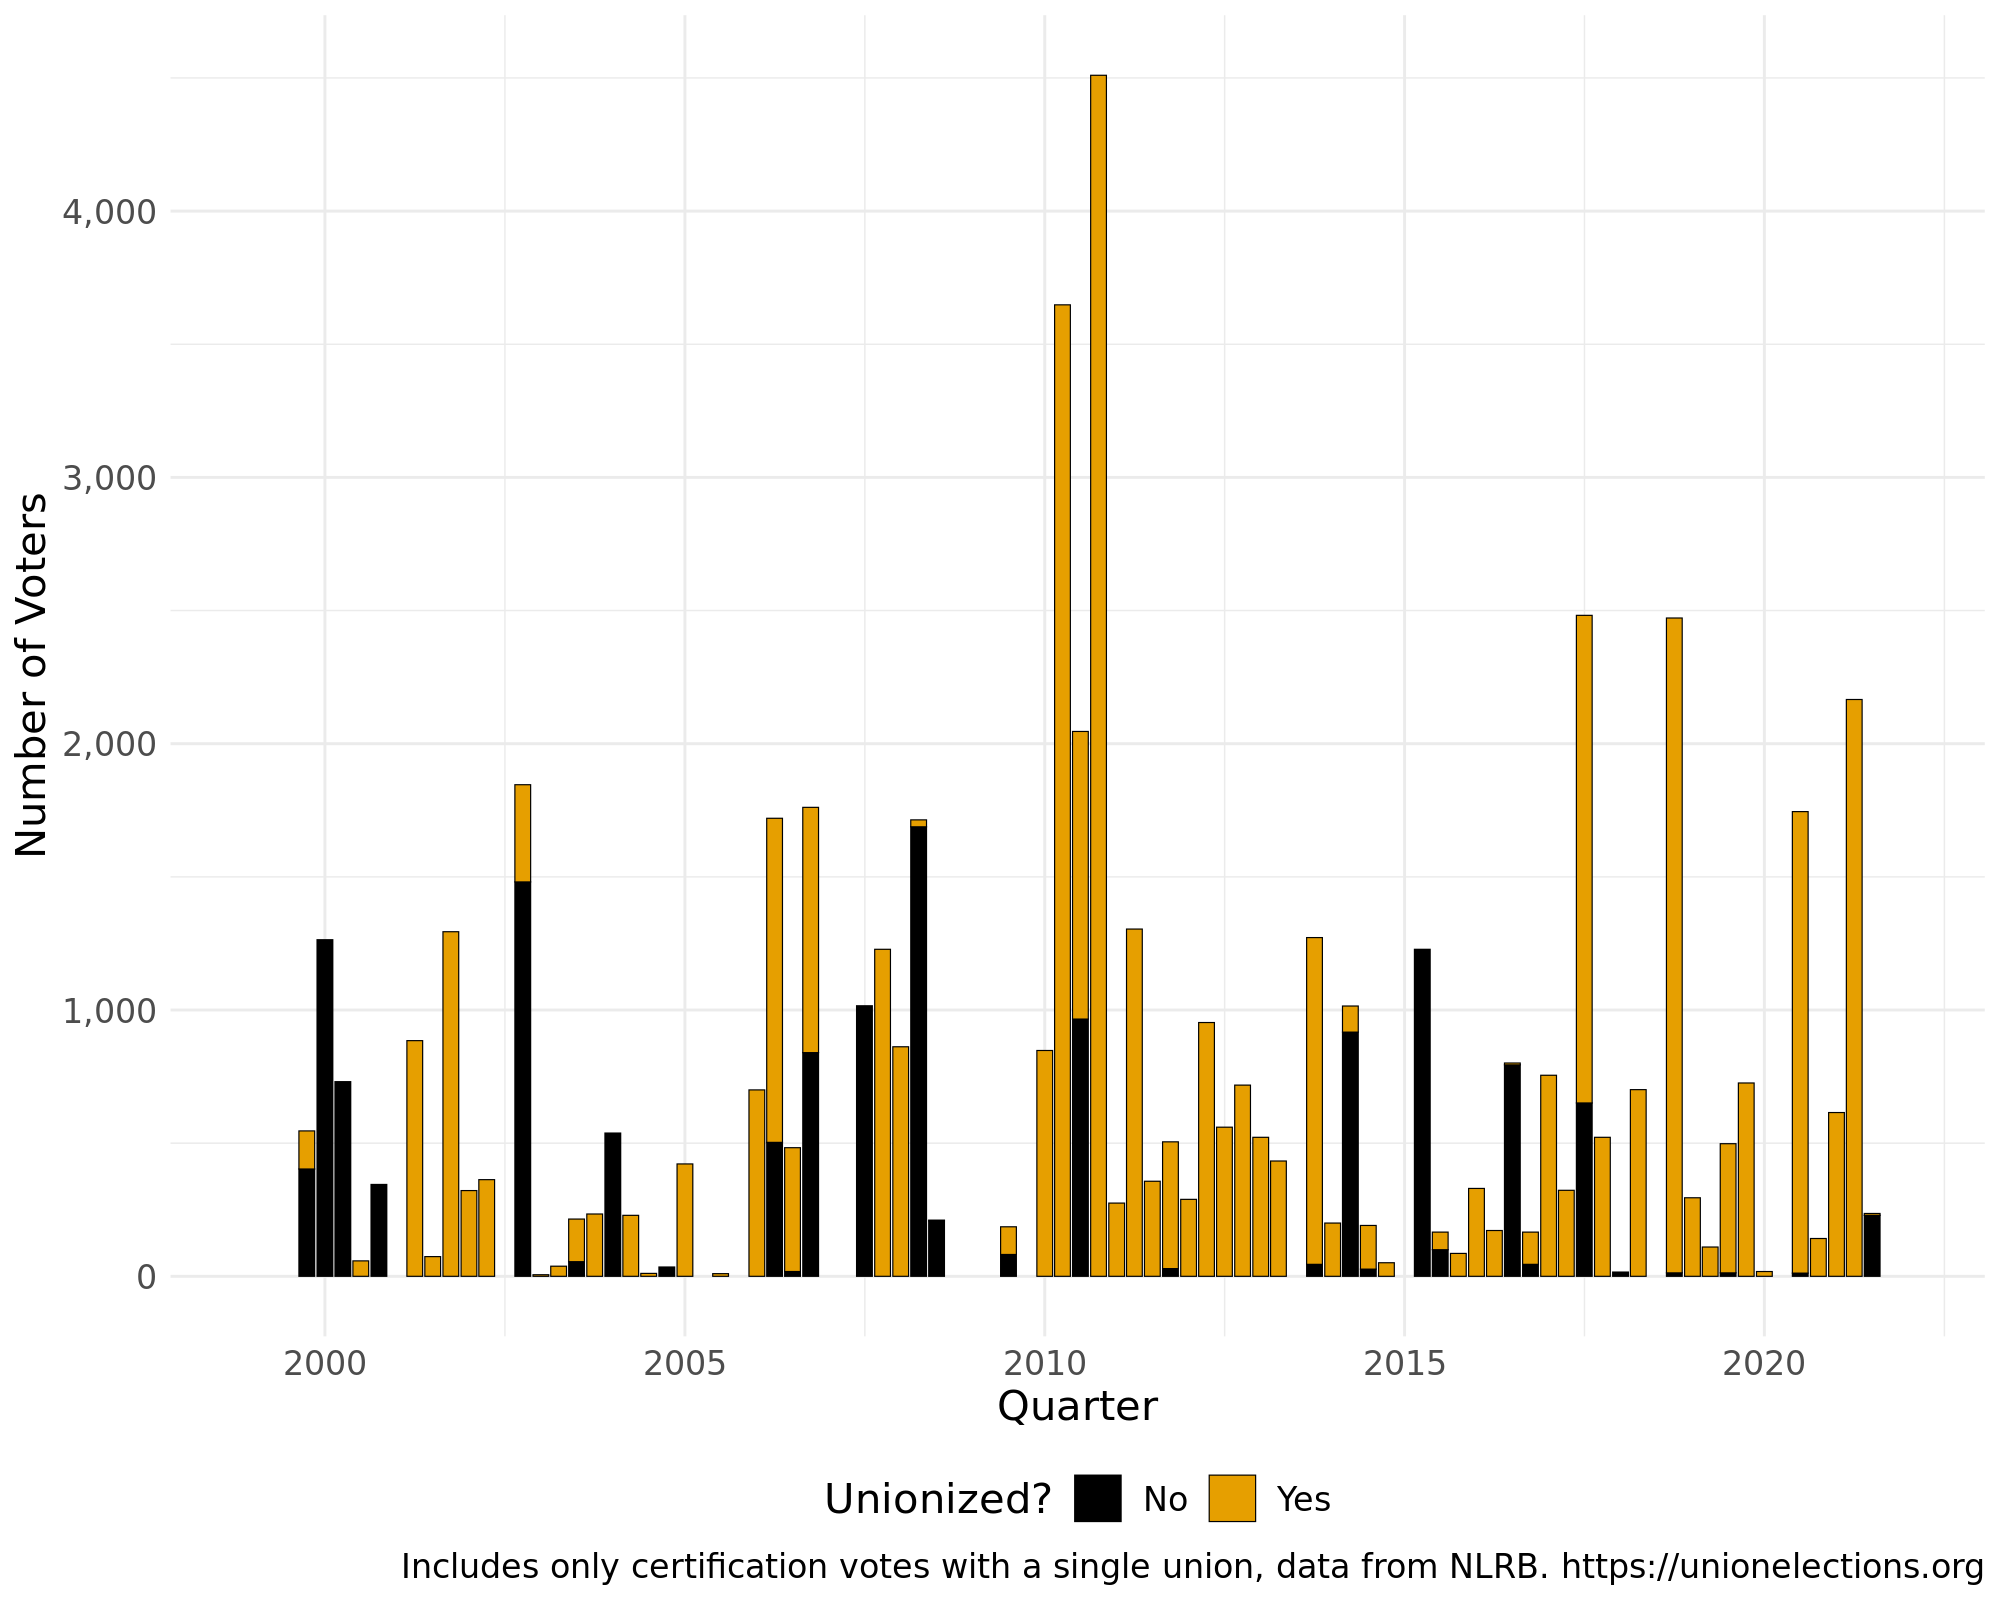 4,000
3,000
2,000
1,000
0
Number of Voters
2000 2005 2010 2015 2020
Quarter
Unionized? No Yes
Includes only certification votes with a single union, data from NLRB. https://unionelections.org